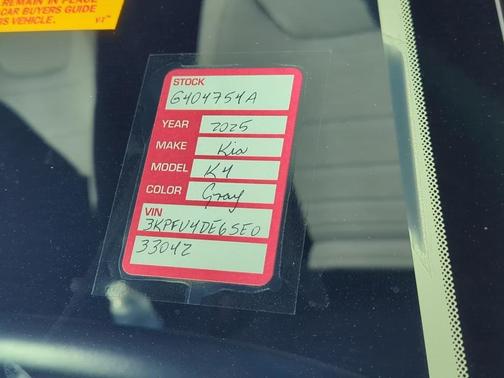 REMAIN IN PLACE
CAR BUYERS GUIDE
VEHICLE.
STOCK
G404754A
YEAR 2025
MAKE Kia
MODEL K4
COLOR Gray
VIN
3KPFU4DE6SE0
33042